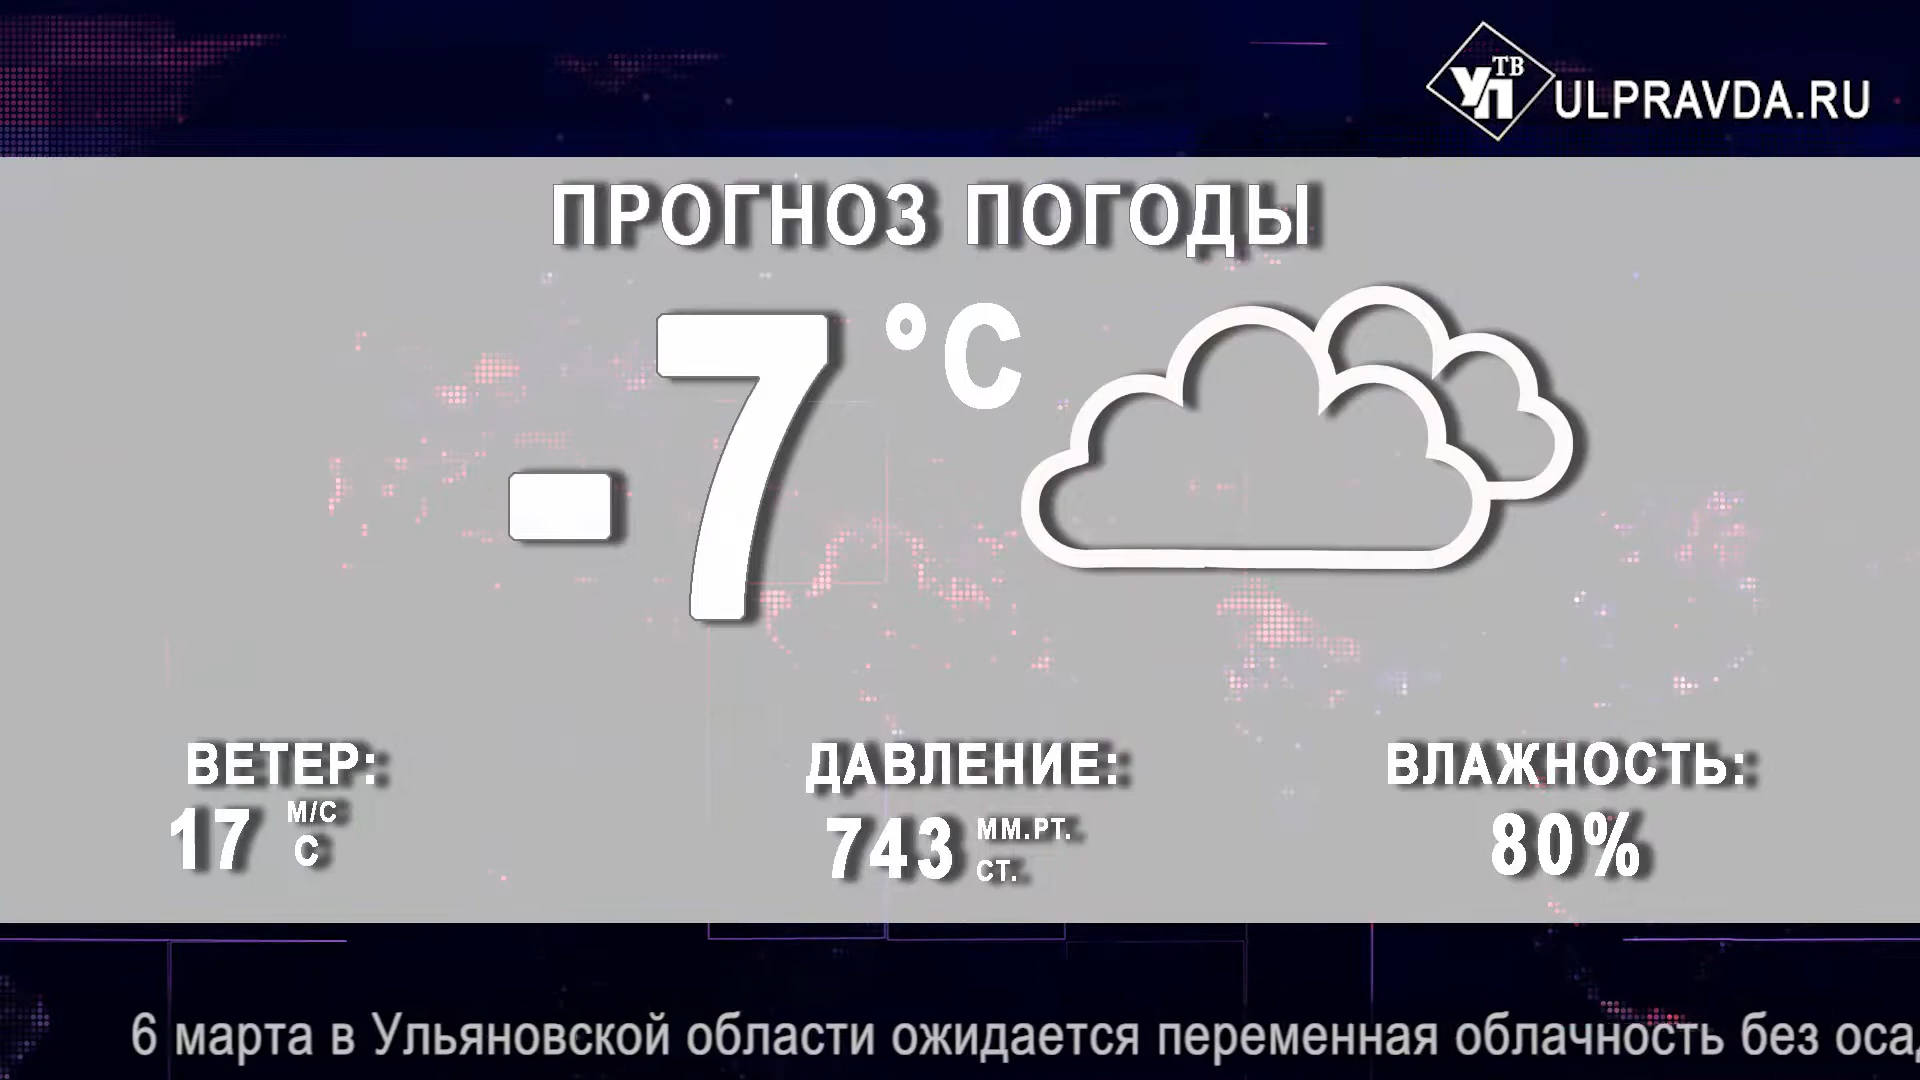 УП ТВ ULPRAVDA.RU
ПРОГНОЗ ПОГОДЫ
-7 °C
ВЕТЕР: ДАВЛЕНИЕ: ВЛАЖНОСТЬ:
17 М/С С 743 ММ.РТ. СТ. 80%
6 марта в Ульяновской области ожидается переменная облачность без